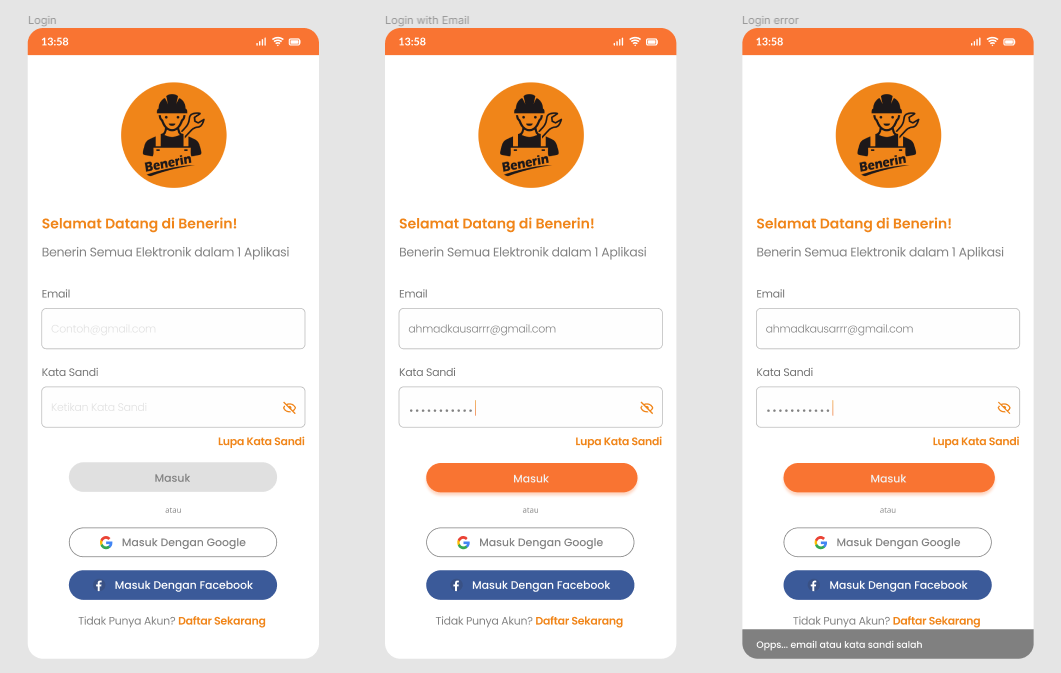 Login
13:58
Benerin
Selamat Datang di Benerin!
Benerin Semua Elektronik dalam 1 Aplikasi
Email
Contoh@gmail.com
Kata Sandi
Ketikan Kata Sandi
Lupa Kata Sandi
Masuk
atau
Masuk Dengan Google
Masuk Dengan Facebook
Tidak Punya Akun? Daftar Sekarang
Login with Email
13:58
Benerin
Selamat Datang di Benerin!
Benerin Semua Elektronik dalam 1 Aplikasi
Email
ahmadkausarrr@gmail.com
Kata Sandi
...........
Lupa Kata Sandi
Masuk
atau
Masuk Dengan Google
Masuk Dengan Facebook
Tidak Punya Akun? Daftar Sekarang
Login error
13:58
Benerin
Selamat Datang di Benerin!
Benerin Semua Elektronik dalam 1 Aplikasi
Email
ahmadkausarrr@gmail.com
Kata Sandi
...........
Lupa Kata Sandi
Masuk
atau
Masuk Dengan Google
Masuk Dengan Facebook
Tidak Punya Akun? Daftar Sekarang
Opps... email atau kata sandi salah